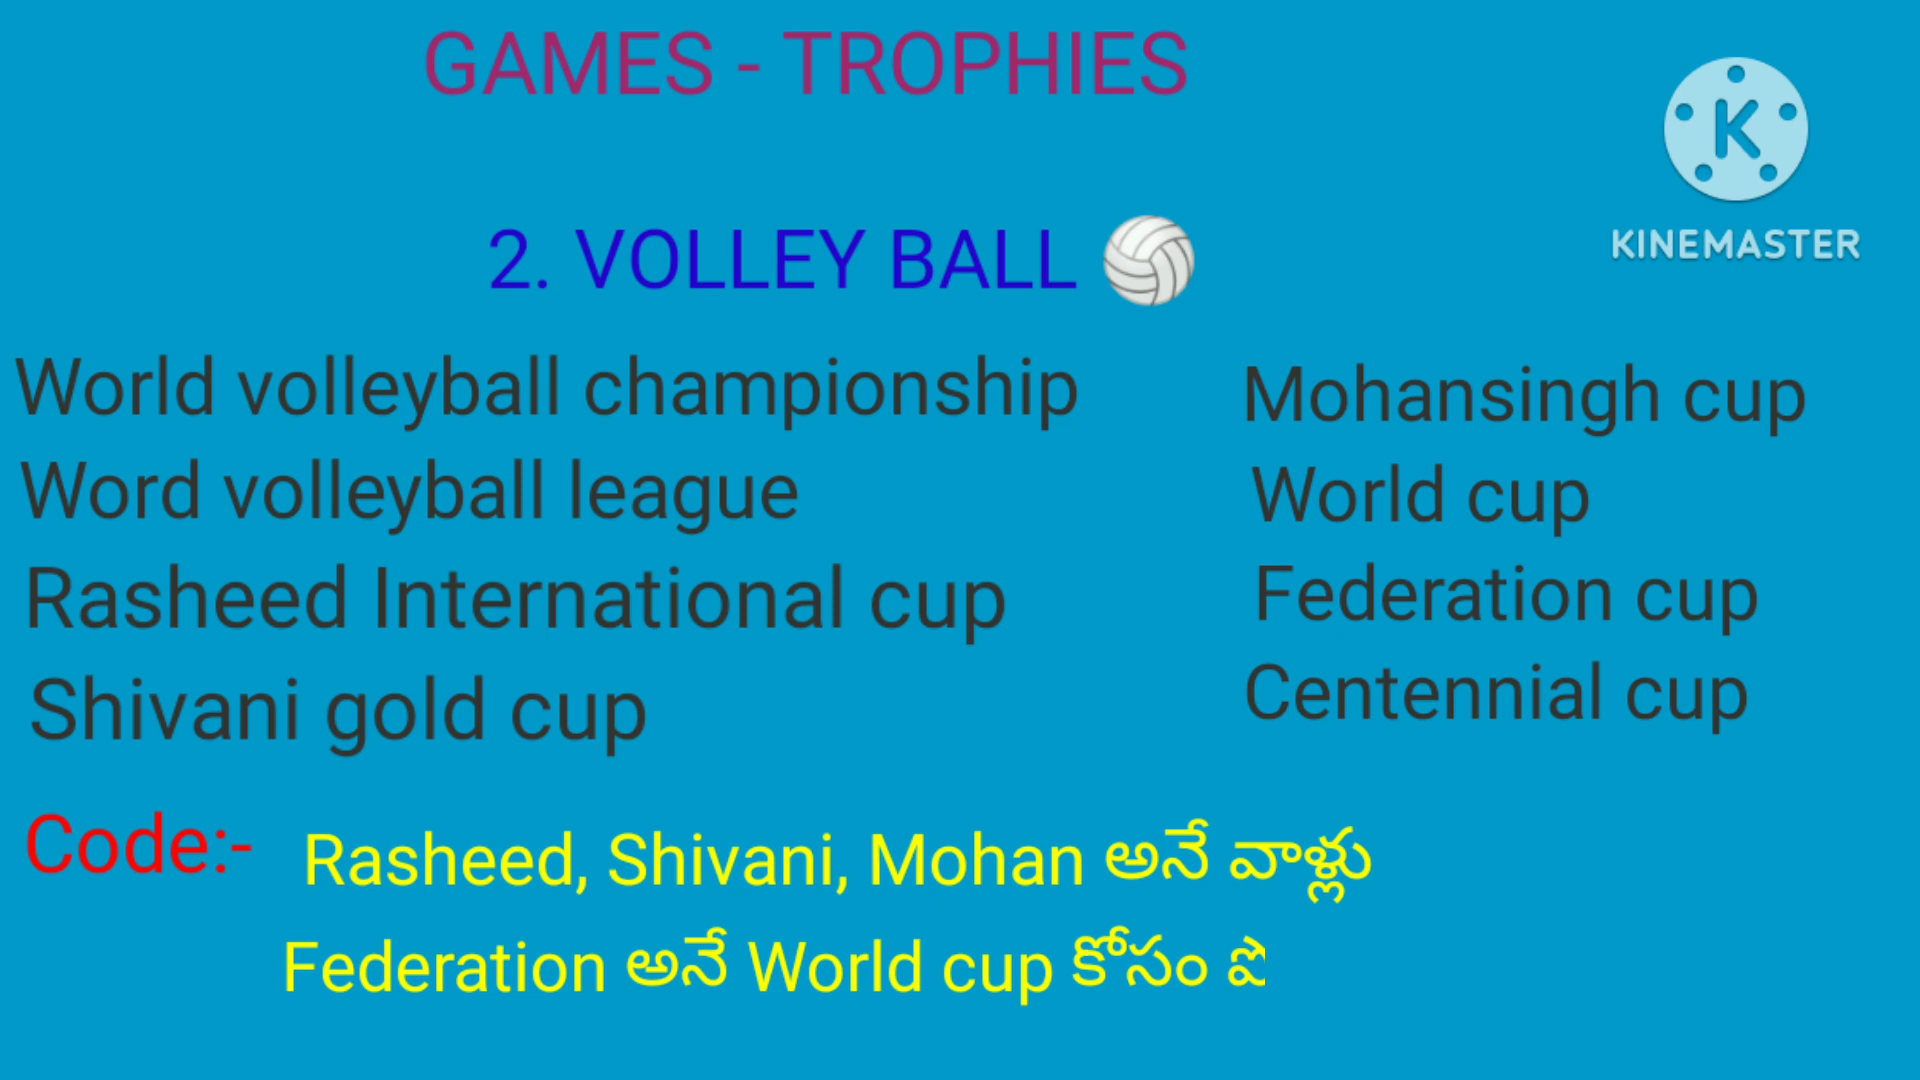 GAMES - TROPHIES
K
KINEMASTER
2. VOLLEY BALL
World volleyball championship
Word volleyball league
Rasheed International cup
Shivani gold cup
Mohansingh cup
World cup
Federation cup
Centennial cup
Code:- Rasheed, Shivani, Mohan అనే వాళ్లు
Federation అనే World cup కోసం